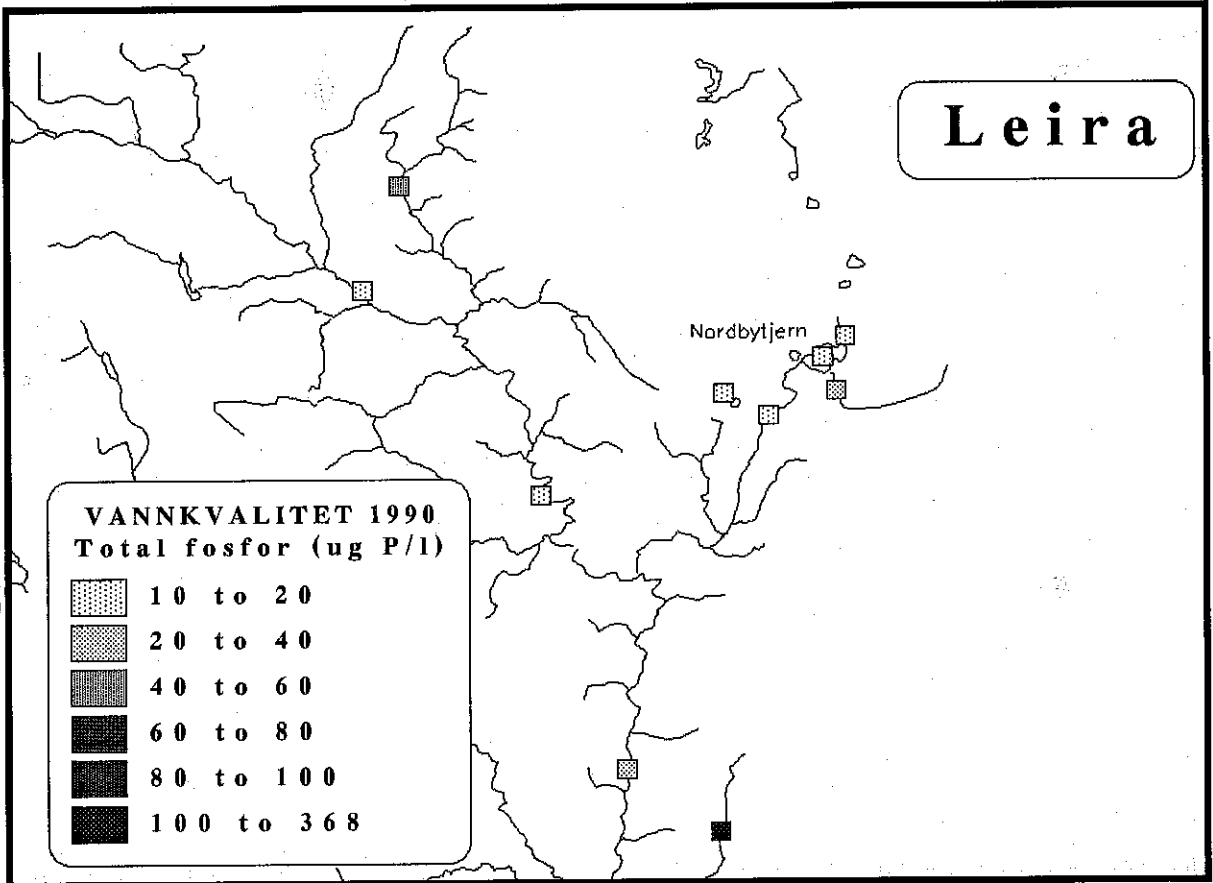 Leira
Nordbytjern
VANNKVALITET 1990
Total fosfor (ug P/l)
10 to 20
20 to 40
40 to 60
60 to 80
80 to 100
100 to 368